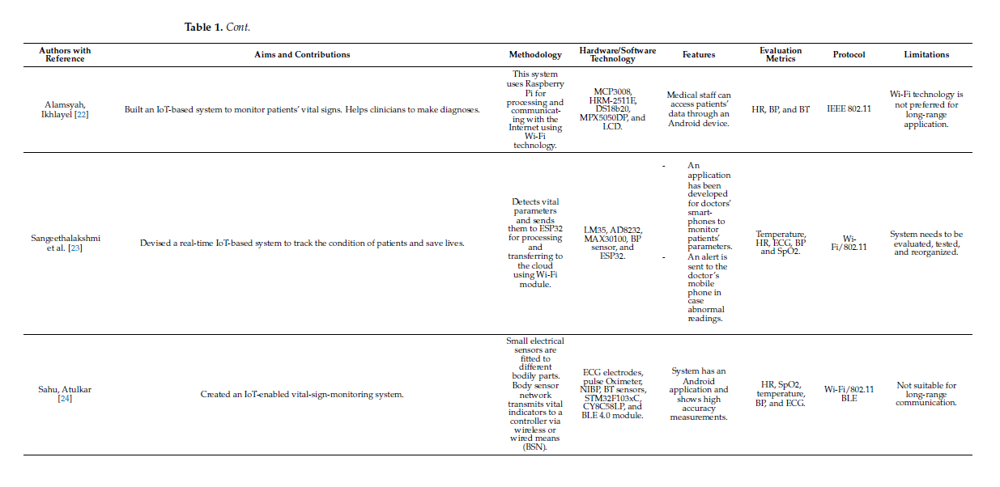 Table 1. Cont.
Authors with
Reference
Aims and Contributions
Methodology
Hardware/Software
Technology
Features
Evaluation
Metrics
Protocol
Limitations
Alamsyah,
Ikhlayel [22]
Built an IoT-based system to monitor patients' vital signs. Helps clinicians to make diagnoses.
This system
uses Raspberry
Pi for
processing and
communicat-
ing with the
Internet using
Wi-Fi
technology.
MCP3008,
HRM-2511E,
DS18b20,
MPX5050DP, and
LCD.
Medical staff can
access patients'
data through an
Android device.
HR, BP, and BT
IEEE 802.11
Wi-Fi technology is
not preferred for
long-range
application.
Sangeethalakshmi
et al. [23]
Devised a real-time IoT-based system to track the condition of patients and save lives.
Detects vital
parameters
and sends
them to ESP32
for processing
and
transferring to
the cloud
using Wi-Fi
module.
LM35, AD8232,
MAX30100, BP
sensor, and
ESP32.
- An
application
has been
developed
for doctors'
smart-
phones to
monitor
patients'
parameters.
- An alert is
sent to the
doctor's
mobile
phone in
case
abnormal
readings.
Temperature,
HR, ECG, BP
and SpO2.
Wi-
Fi/802.11
System needs to be
evaluated, tested,
and reorganized.
Sahu, Atulkar
[24]
Created an IoT-enabled vital-sign-monitoring system.
Small electrical
sensors are
fitted to
different
bodily parts.
Body sensor
network
transmits vital
indicators to a
controller via
wireless or
wired means
(BSN).
ECG electrodes,
pulse Oximeter,
NIBP, BT sensors,
STM32F103xC,
CY8C58LP, and
BLE 4.0 module.
System has an
Android
application and
shows high
accuracy
measurements.
HR, SpO2,
temperature,
BP, and ECG.
Wi-Fi/802.11
BLE
Not suitable for
long-range
communication.